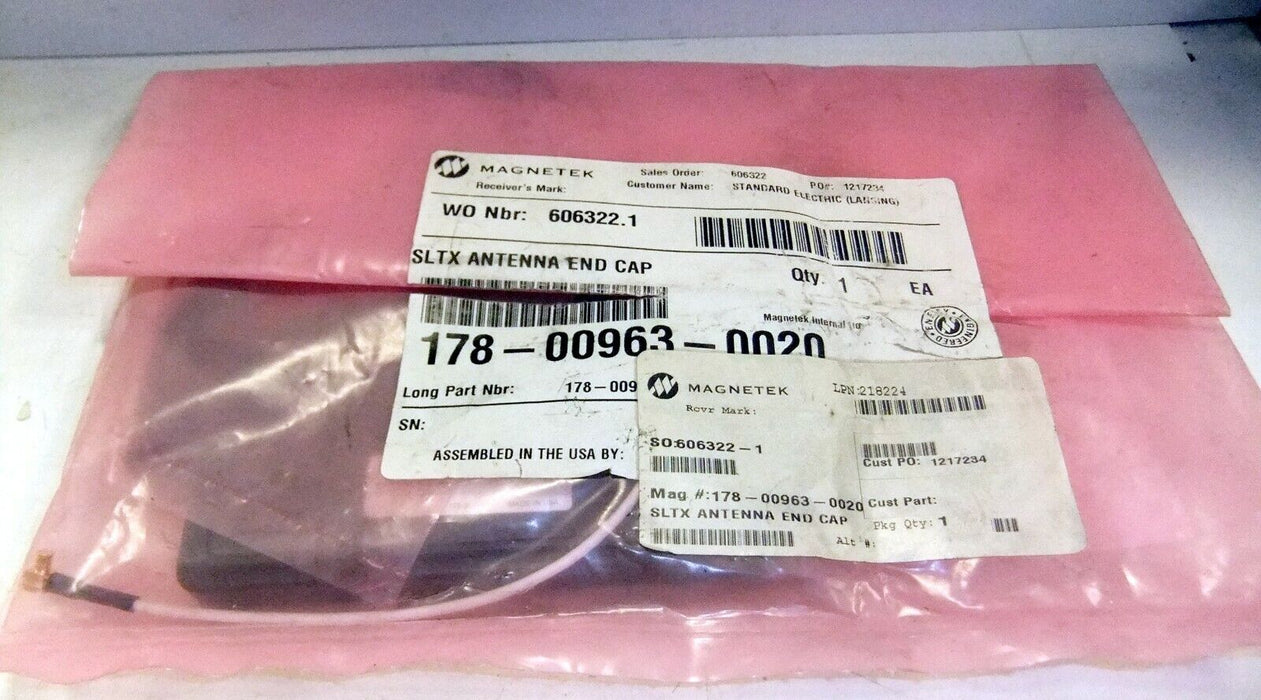 MAGNETEK
Sales Order: 606322 PO#: 1217234
Receiver's Mark: Customer Name: STANDARD ELECTRIC (LANSING)
WO Nbr: 606322.1
SLTX ANTENNA END CAP
Qty. 1 EA
Magnetek Internal
178-00963-0020
Long Part Nbr: 178-009
SN:
ASSEMBLED IN THE USA BY:
ENERGY ENGINEERED
MAGNETEK
LPN:218224
Rcvr Mark:
SO:606322-1
Cust PO: 1217234
Mag #:178-00963-0020
Cust Part:
SLTX ANTENNA END CAP
Pkg Qty: 1
Alt #: